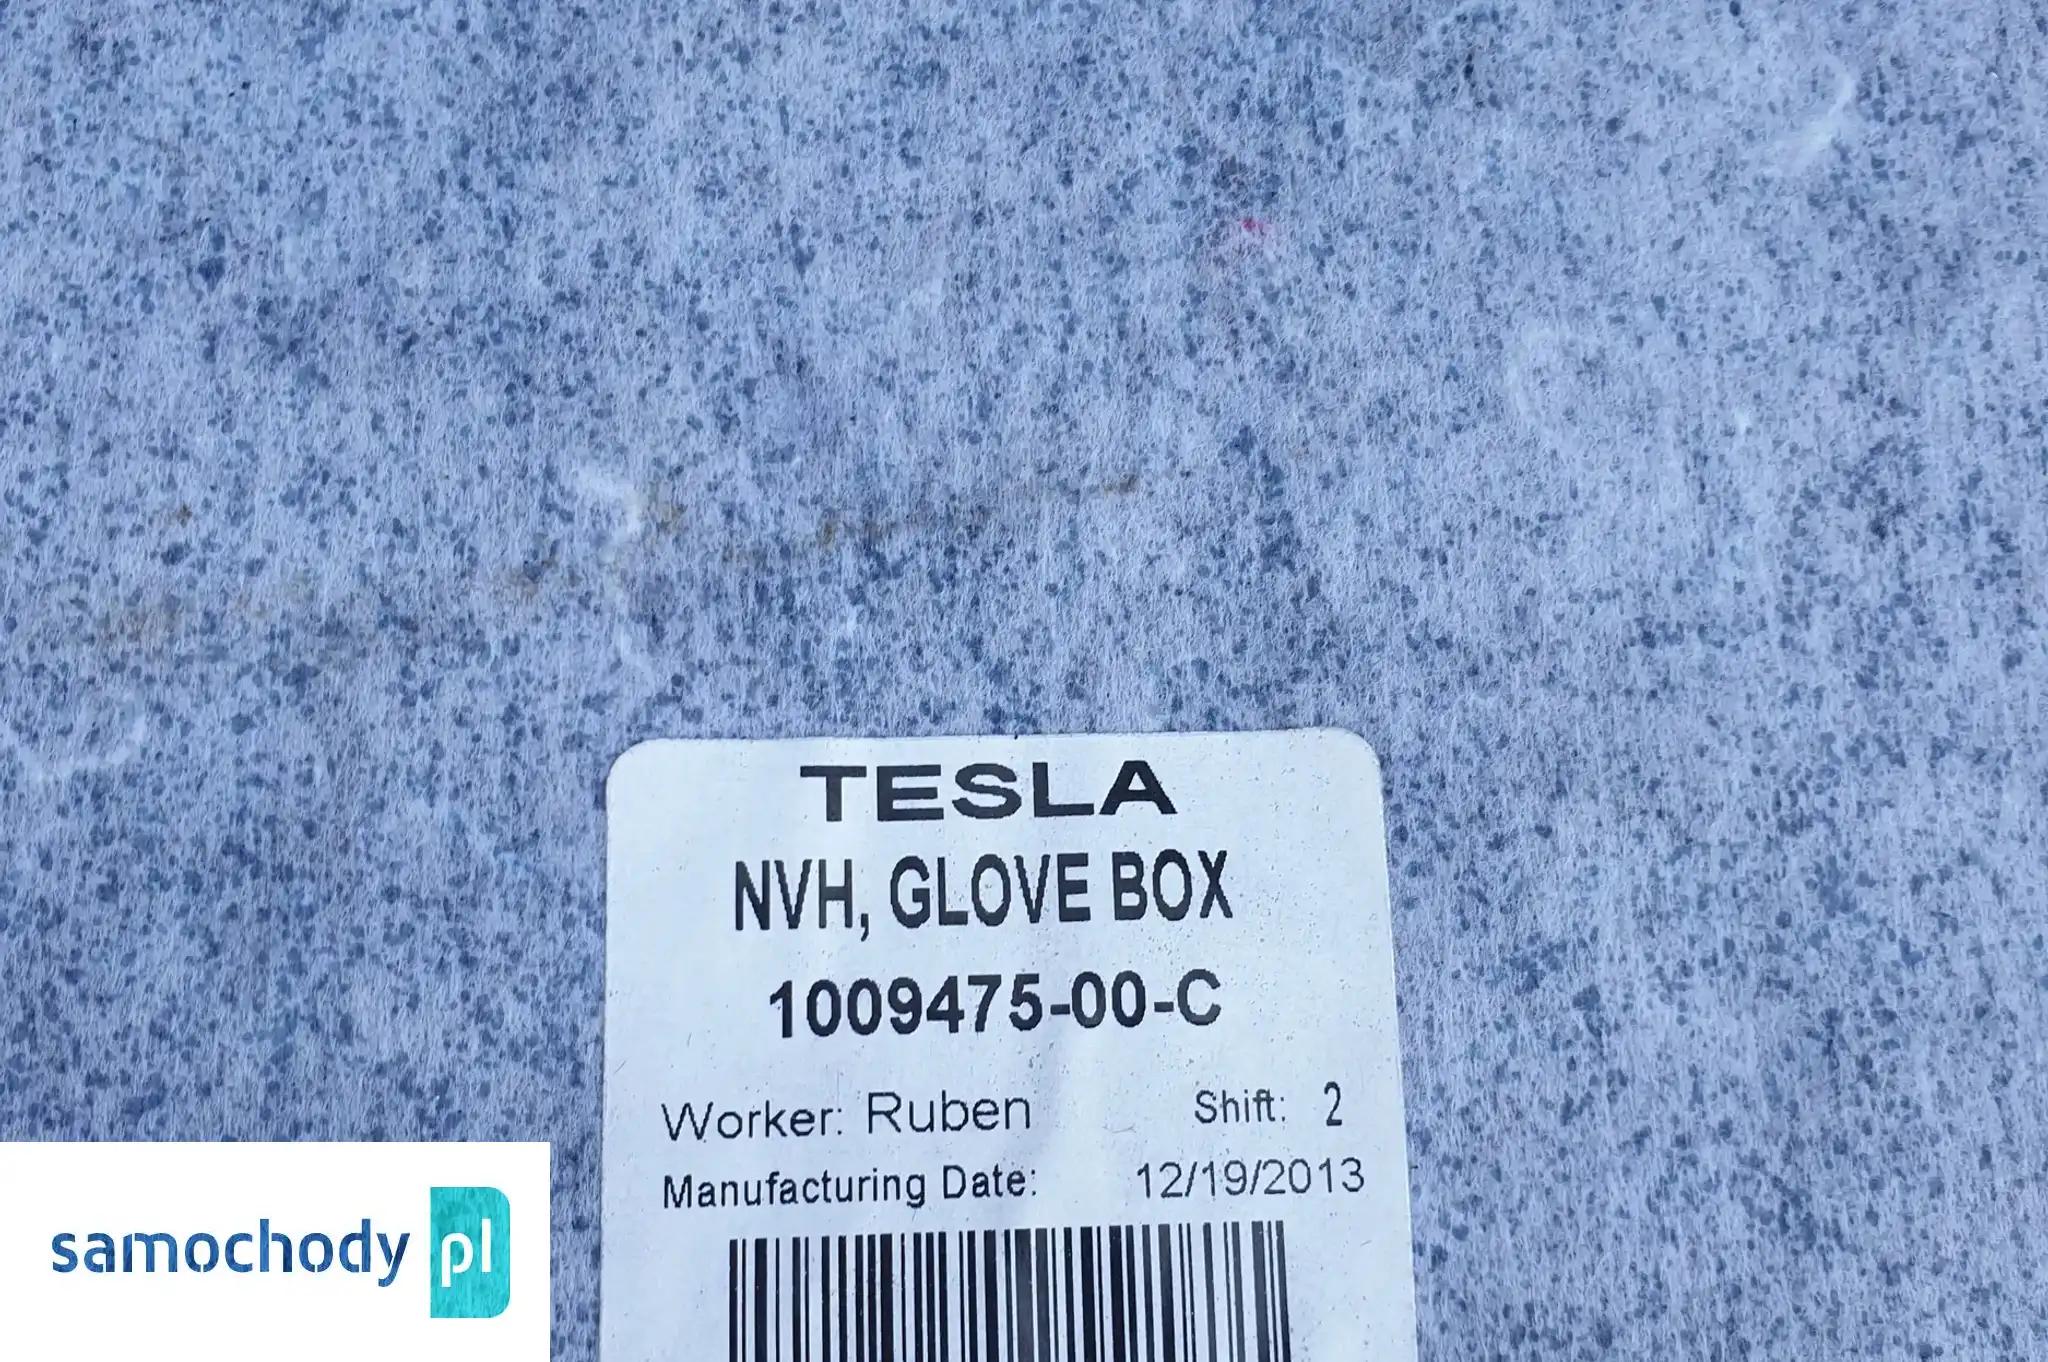 TESLA
NVH, GLOVE BOX
1009475-00-C
Worker: Ruben Shift: 2
Manufacturing Date: 12/19/2013
samochody pl